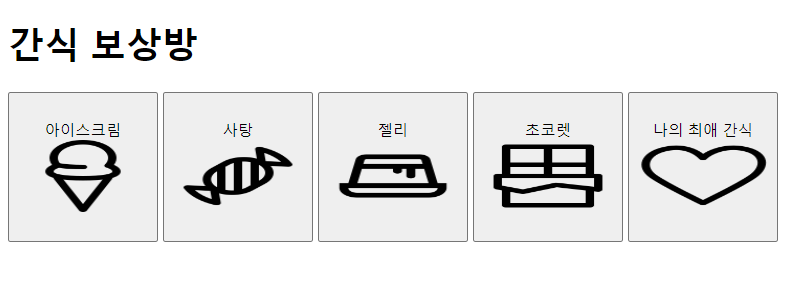 간식 보상방
아이스크림
사탕
젤리
초코렛
나의 최애 간식